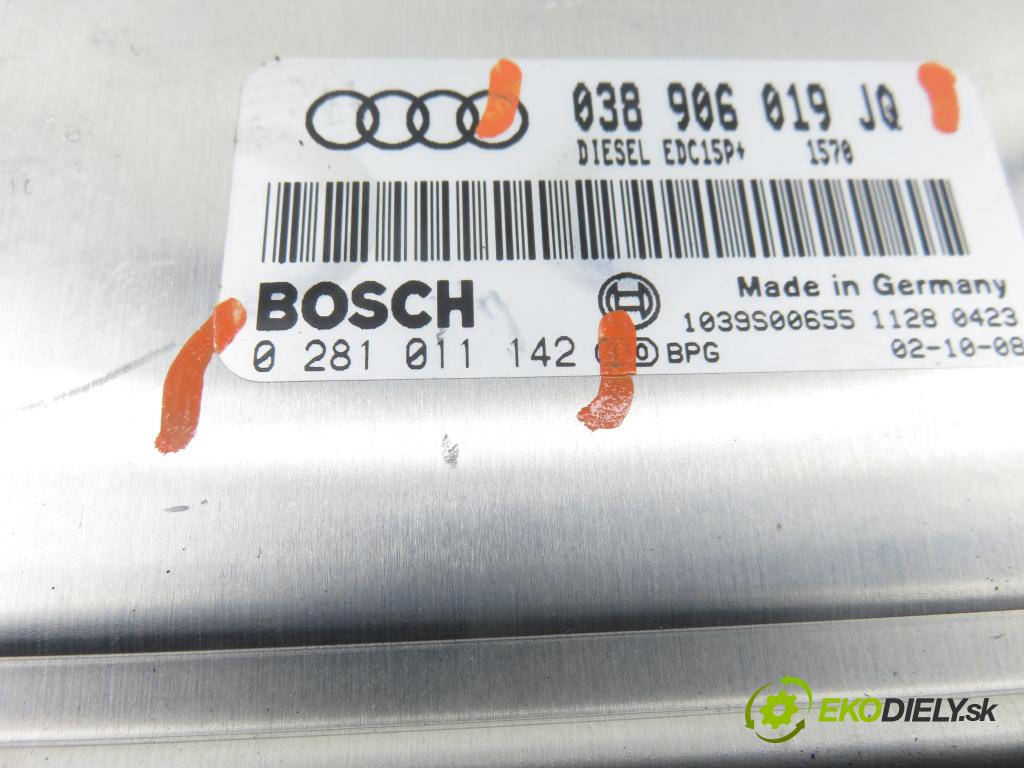 038 906 019 JQ
DIESEL EDC15P+ 1570
BOSCH
Made in Germany
1039S00655 1128 0423
0 281 011 142
BPG
02-10-08
EKODIELY.sk